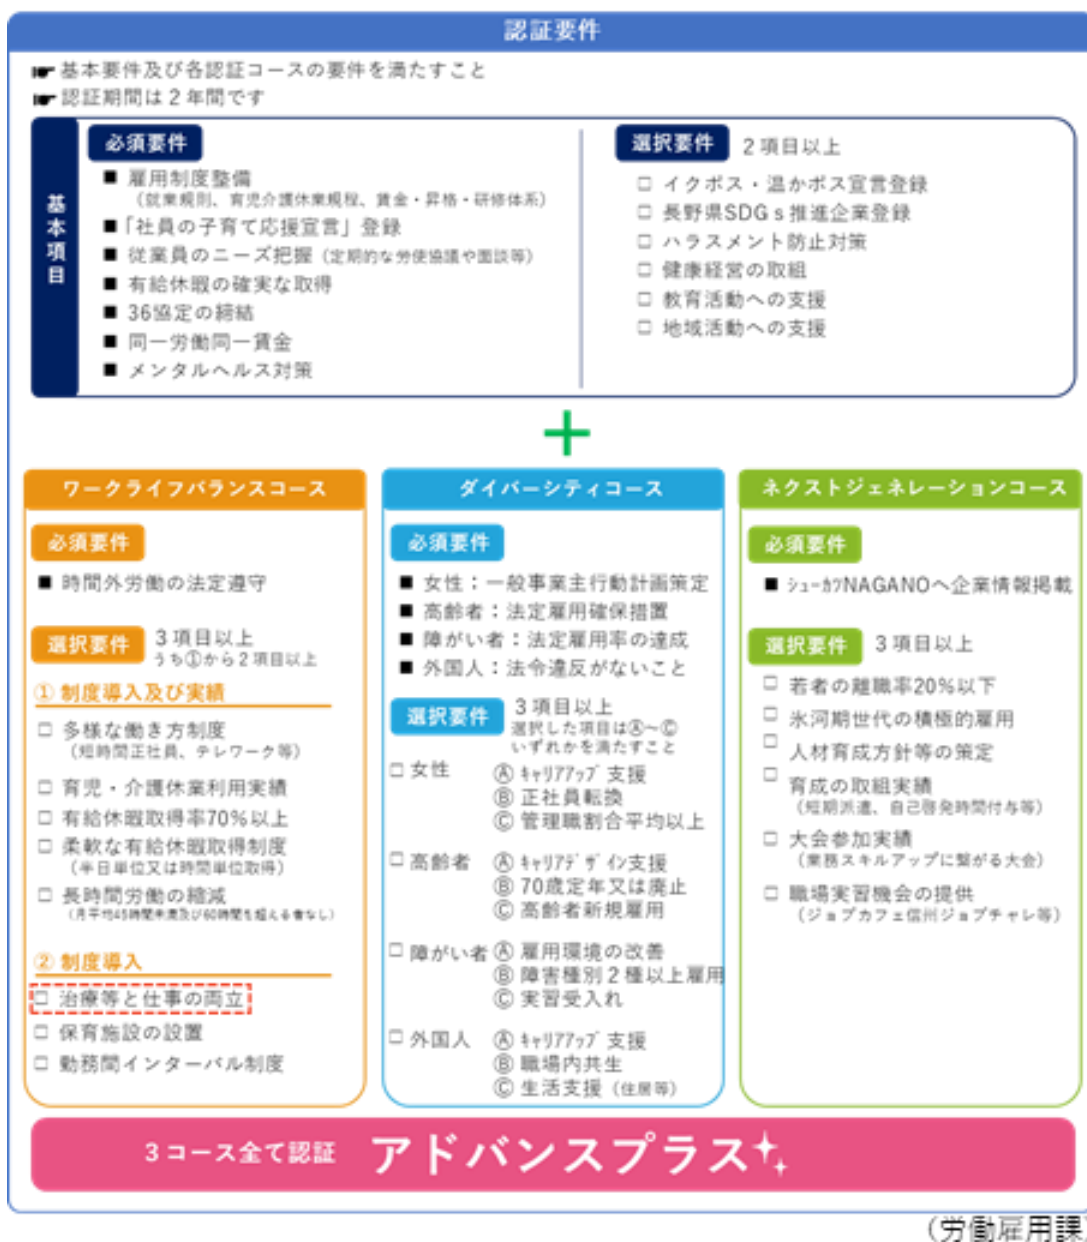 認証要件
☛基本要件及び各認証コースの要件を満たすこと
☛認証期間は2年間です
基本項目
必須要件
■ 雇用制度整備
(就業規則、育児介護休業規程、賃金・昇格・研修体系)
■「社員の子育て応援宣言」登録
■ 従業員のニーズ把握(定期的な労使協議や面談等)
■ 有給休暇の確実な取得
■ 36協定の締結
■ 同一労働同一賃金
■ メンタルヘルス対策
選択要件 2項目以上
□ イクボス・温かボス宣言登録
□ 長野県SDGs推進企業登録
□ ハラスメント防止対策
□ 健康経営の取組
□ 教育活動への支援
□ 地域活動への支援
+
ワークライフバランスコース
必須要件
■ 時間外労働の法定遵守
選択要件 3項目以上
うち①から2項目以上
① 制度導入及び実績
□ 多様な働き方制度
(短時間正社員、テレワーク等)
□ 育児・介護休業利用実績
□ 有給休暇取得率70%以上
□ 柔軟な有給休暇取得制度
(半日単位又は時間単位取得)
□ 長時間労働の縮減
(月平均45時間未満及び60時間を超える者なし)
② 制度導入
□ 治療等と仕事の両立
□ 保育施設の設置
□ 勤務間インターバル制度
ダイバーシティコース
必須要件
■ 女性:一般事業主行動計画策定
■ 高齢者:法定雇用確保措置
■ 障がい者:法定雇用率の達成
■ 外国人:法令違反がないこと
選択要件 3項目以上
選択した項目はⒶ～Ⓒ
いずれかを満たすこと
□ 女性 Ⓐ ｷｬﾘｱｱｯﾌﾟ支援
Ⓑ 正社員転換
Ⓒ 管理職割合平均以上
□ 高齢者 Ⓐ ｷｬﾘｱﾃﾞｻﾞｲﾝ支援
Ⓑ 70歳定年又は廃止
Ⓒ 高齢者新規雇用
□ 障がい者 Ⓐ 雇用環境の改善
Ⓑ 障害種別2種以上雇用
Ⓒ 実習受入れ
□ 外国人 Ⓐ ｷｬﾘｱｱｯﾌﾟ支援
Ⓑ 職場内共生
Ⓒ 生活支援(住居等)
ネクストジェネレーションコース
必須要件
■ ｼｭｰｶﾂNAGANOへ企業情報掲載
選択要件 3項目以上
□ 若者の離職率20%以下
□ 氷河期世代の積極的雇用
□ 人材育成方針等の策定
□ 育成の取組実績
(短期派遣、自己啓発時間付与等)
□ 大会参加実績
(業務スキルアップに繋がる大会)
□ 職場実習機会の提供
(ジョブカフェ信州ジョブチャレ等)
3コース全て認証 アドバンスプラス
(労働雇用課)